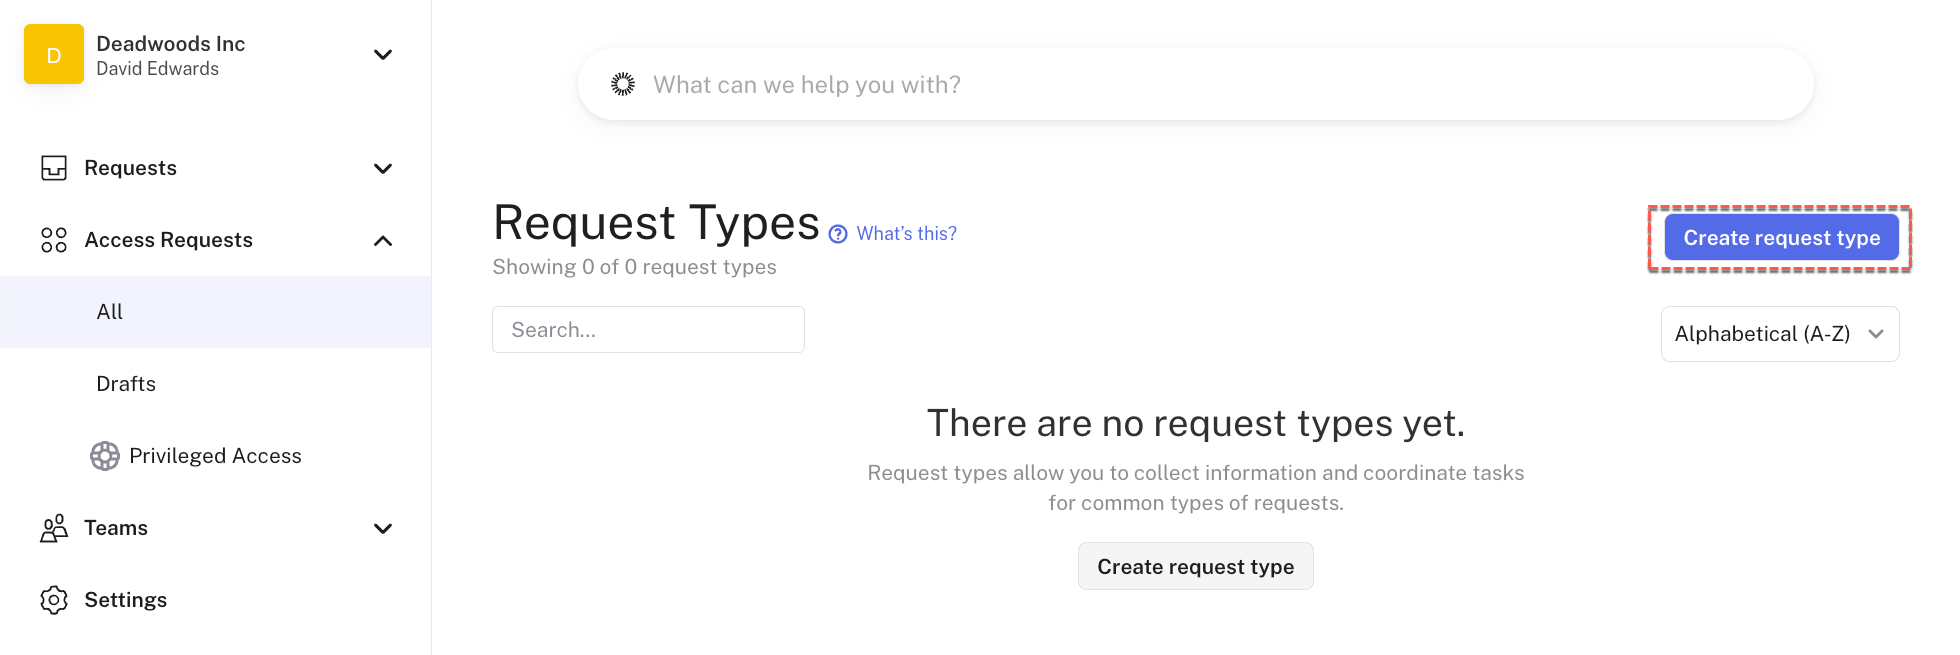 D
Deadwoods Inc
David Edwards
Requests
Access Requests
All
Drafts
Privileged Access
Teams
Settings
What can we help you with?
Request Types
What's this?
Create request type
Showing 0 of 0 request types
Search...
Alphabetical (A-Z)
There are no request types yet.
Request types allow you to collect information and coordinate tasks
for common types of requests.
Create request type